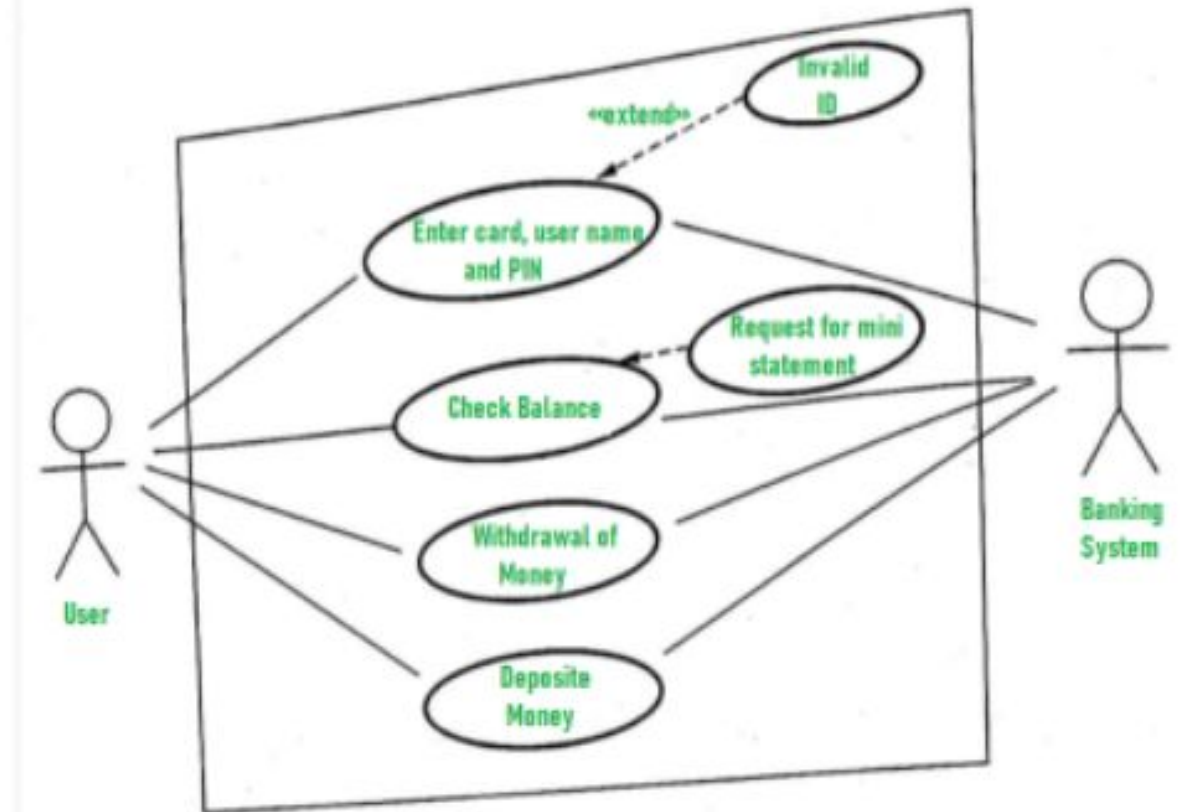 Invalid
ID
«extend»
Enter card, user name
and PIN
Request for mini
statement
Check Balance
Withdrawal of
Money
Deposite
Money
User
Banking
System